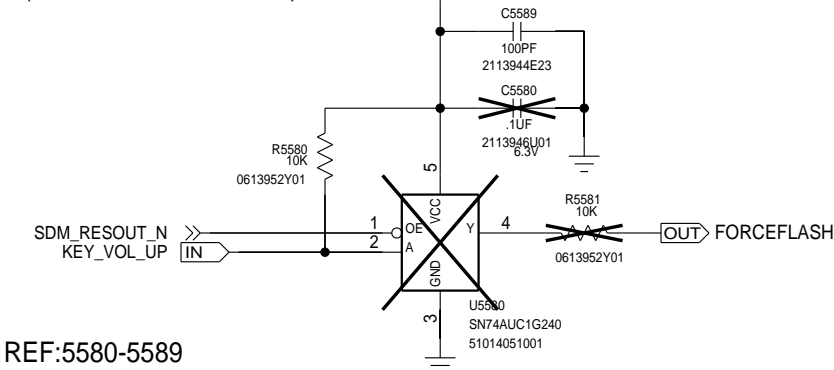 C5589
100PF
2113944E23
C5580
.1UF
2113946U01
6.3V
R5580
10K
0613952Y01
5
VCC
R5581
10K
SDM_RESOUT_N
1
OE
Y
4
OUT
FORCEFLASH
KEY_VOL_UP
IN
2
A
0613952Y01
GND
3
U5580
SN74AUC1G240
51014051001
REF:5580-5589